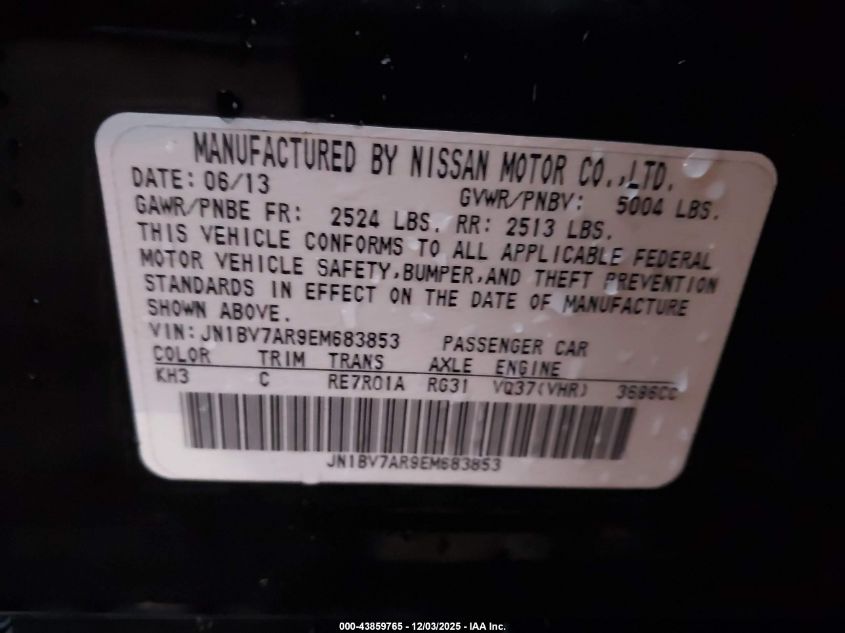 MANUFACTURED BY NISSAN MOTOR CO.,LTD.
DATE: 06/13 GVWR/PNBV: 5004 LBS.
GAWR/PNBE FR: 2524 LBS. RR: 2513 LBS.
THIS VEHICLE CONFORMS TO ALL APPLICABLE FEDERAL
MOTOR VEHICLE SAFETY,BUMPER,AND THEFT PREVENTION
STANDARDS IN EFFECT ON THE DATE OF MANUFACTURE
SHOWN ABOVE.
VIN: JN1BV7AR9EM683853 PASSENGER CAR
COLOR TRIM TRANS AXLE ENGINE
KH3 C RE7R01A RG31 VQ37(VHR) 3696CC
JN1BV7AR9EM683853
000-43859765 - 12/03/2025 - IAA Inc.